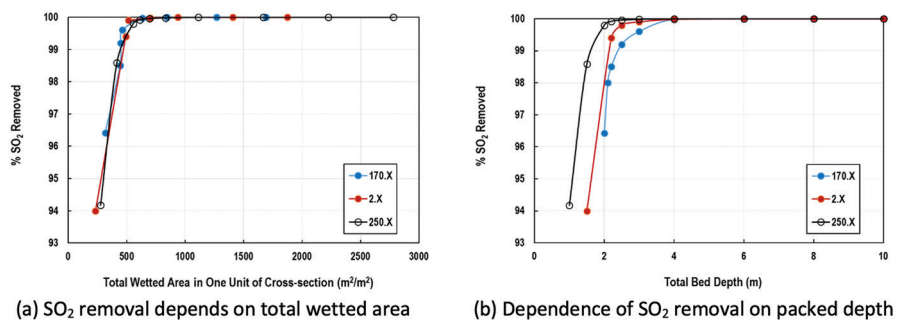 100
99
98
97
96
95
94
93
% SO₂ Removed
0
500
1000
1500
2000
2500
3000
Total Wetted Area in One Unit of Cross-section (m²/m²)
170.X
2.X
250.X
(a) SO₂ removal depends on total wetted area
100
99
98
97
96
95
94
93
% SO₂ Removed
0
2
4
6
8
10
Total Bed Depth (m)
170.X
2.X
250.X
(b) Dependence of SO₂ removal on packed depth